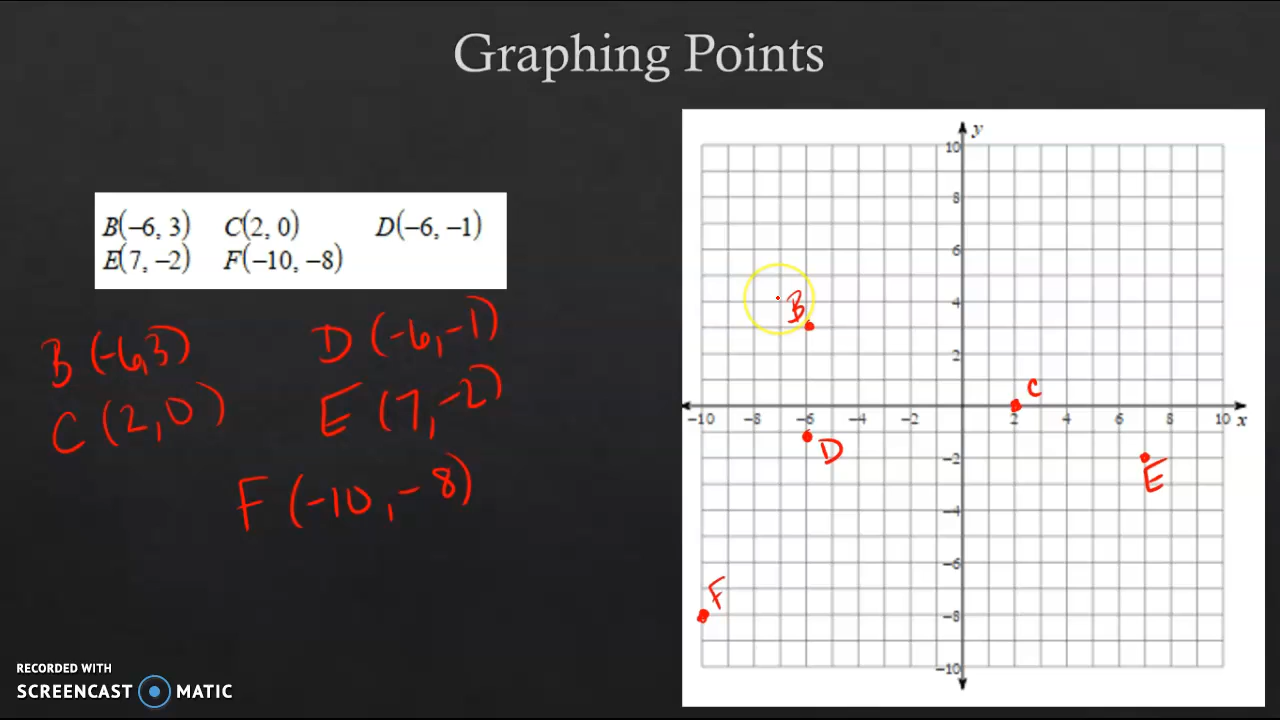 Graphing Points
B(−6, 3) C(2, 0) D(−6, −1)
E(7, −2) F(−10, −8)
B (-6,3)
C (2,0)
D (-6,-1)
E (7,-2)
F (-10,-8)
y
10
8
6
4
2
-10 -8 -6 -4 -2 2 4 6 8 10 x
-2
-4
-6
-8
-10
B
C
D
E
F
RECORDED WITH
SCREENCAST MATIC